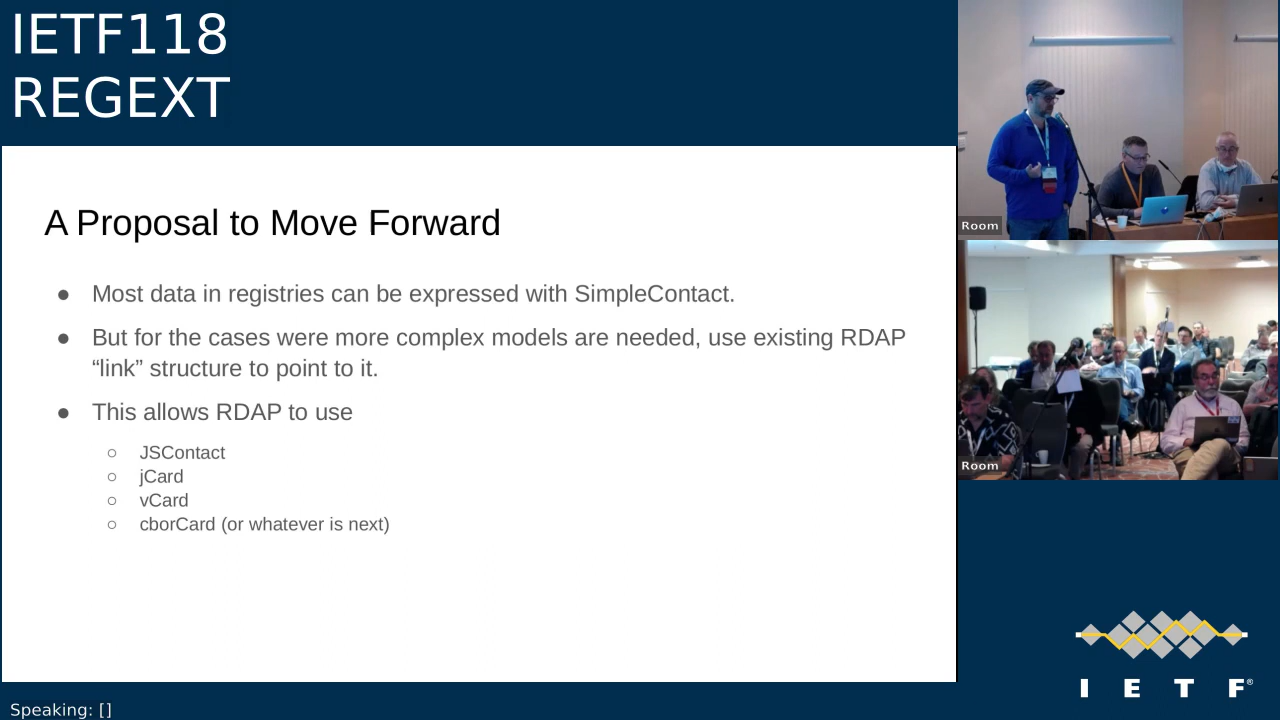 IETF118
REGEXT
A Proposal to Move Forward
● Most data in registries can be expressed with SimpleContact.
● But for the cases were more complex models are needed, use existing RDAP
“link” structure to point to it.
● This allows RDAP to use
○ JSContact
○ jCard
○ vCard
○ cborCard (or whatever is next)
Room
Room
I E T F®
Speaking: []